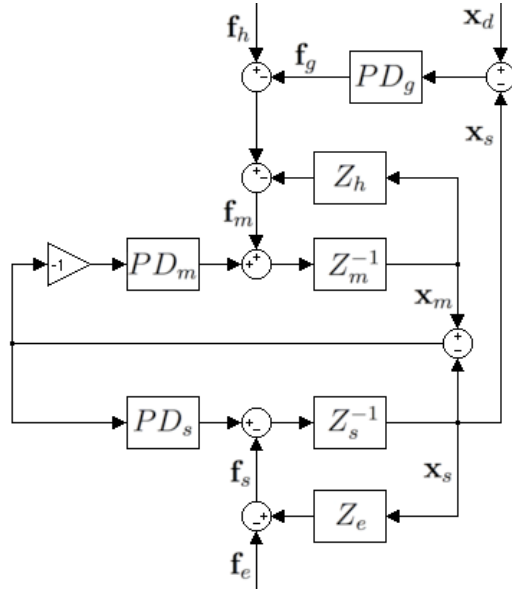 f_h
x_d
+
−
f_g
PD_g
+
−
x_s
+
−
Z_h
f_m
-1
PD_m
+
+
Z_m^{-1}
x_m
+
−
PD_s
+
−
Z_s^{-1}
f_s
x_s
−
+
Z_e
f_e